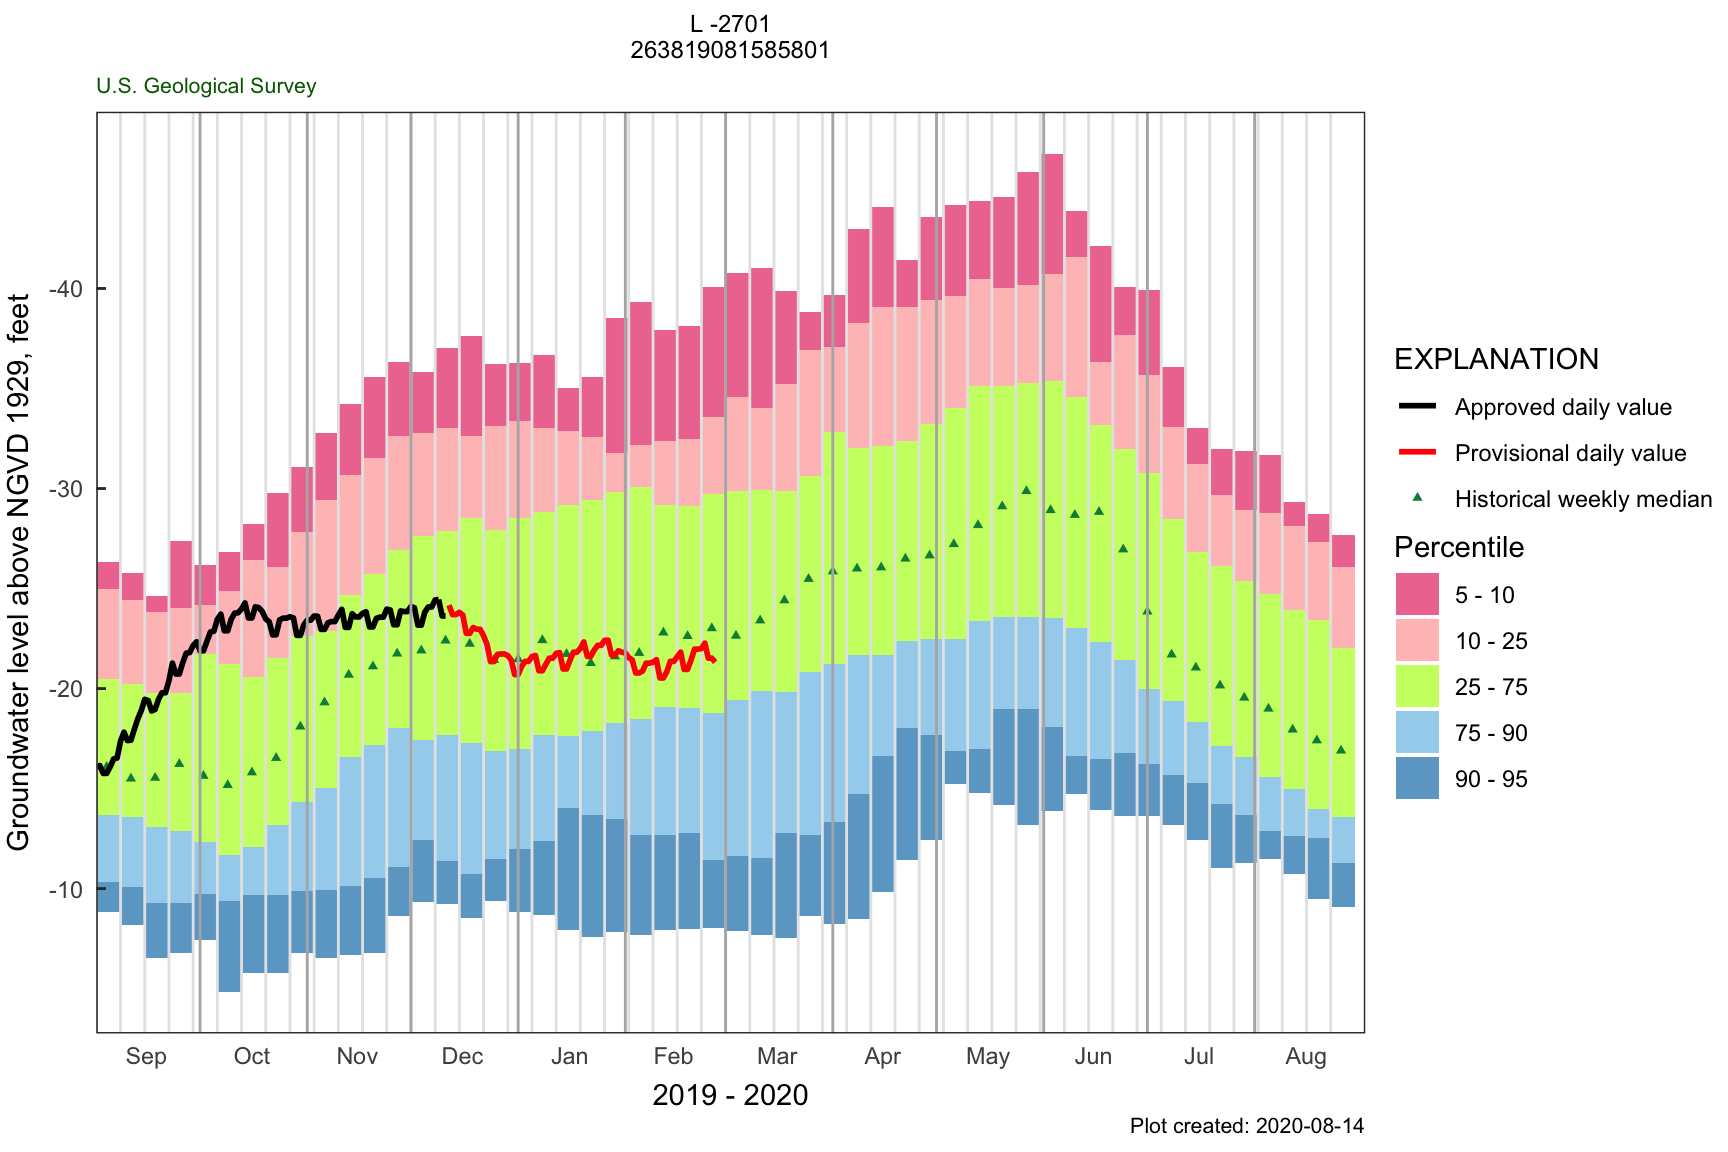 L -2701
263819081585801
U.S. Geological Survey
Groundwater level above NGVD 1929, feet
-40
-30
-20
-10
Sep Oct Nov Dec Jan Feb Mar Apr May Jun Jul Aug
2019 - 2020
EXPLANATION
Approved daily value
Provisional daily value
Historical weekly median
Percentile
5 - 10
10 - 25
25 - 75
75 - 90
90 - 95
Plot created: 2020-08-14